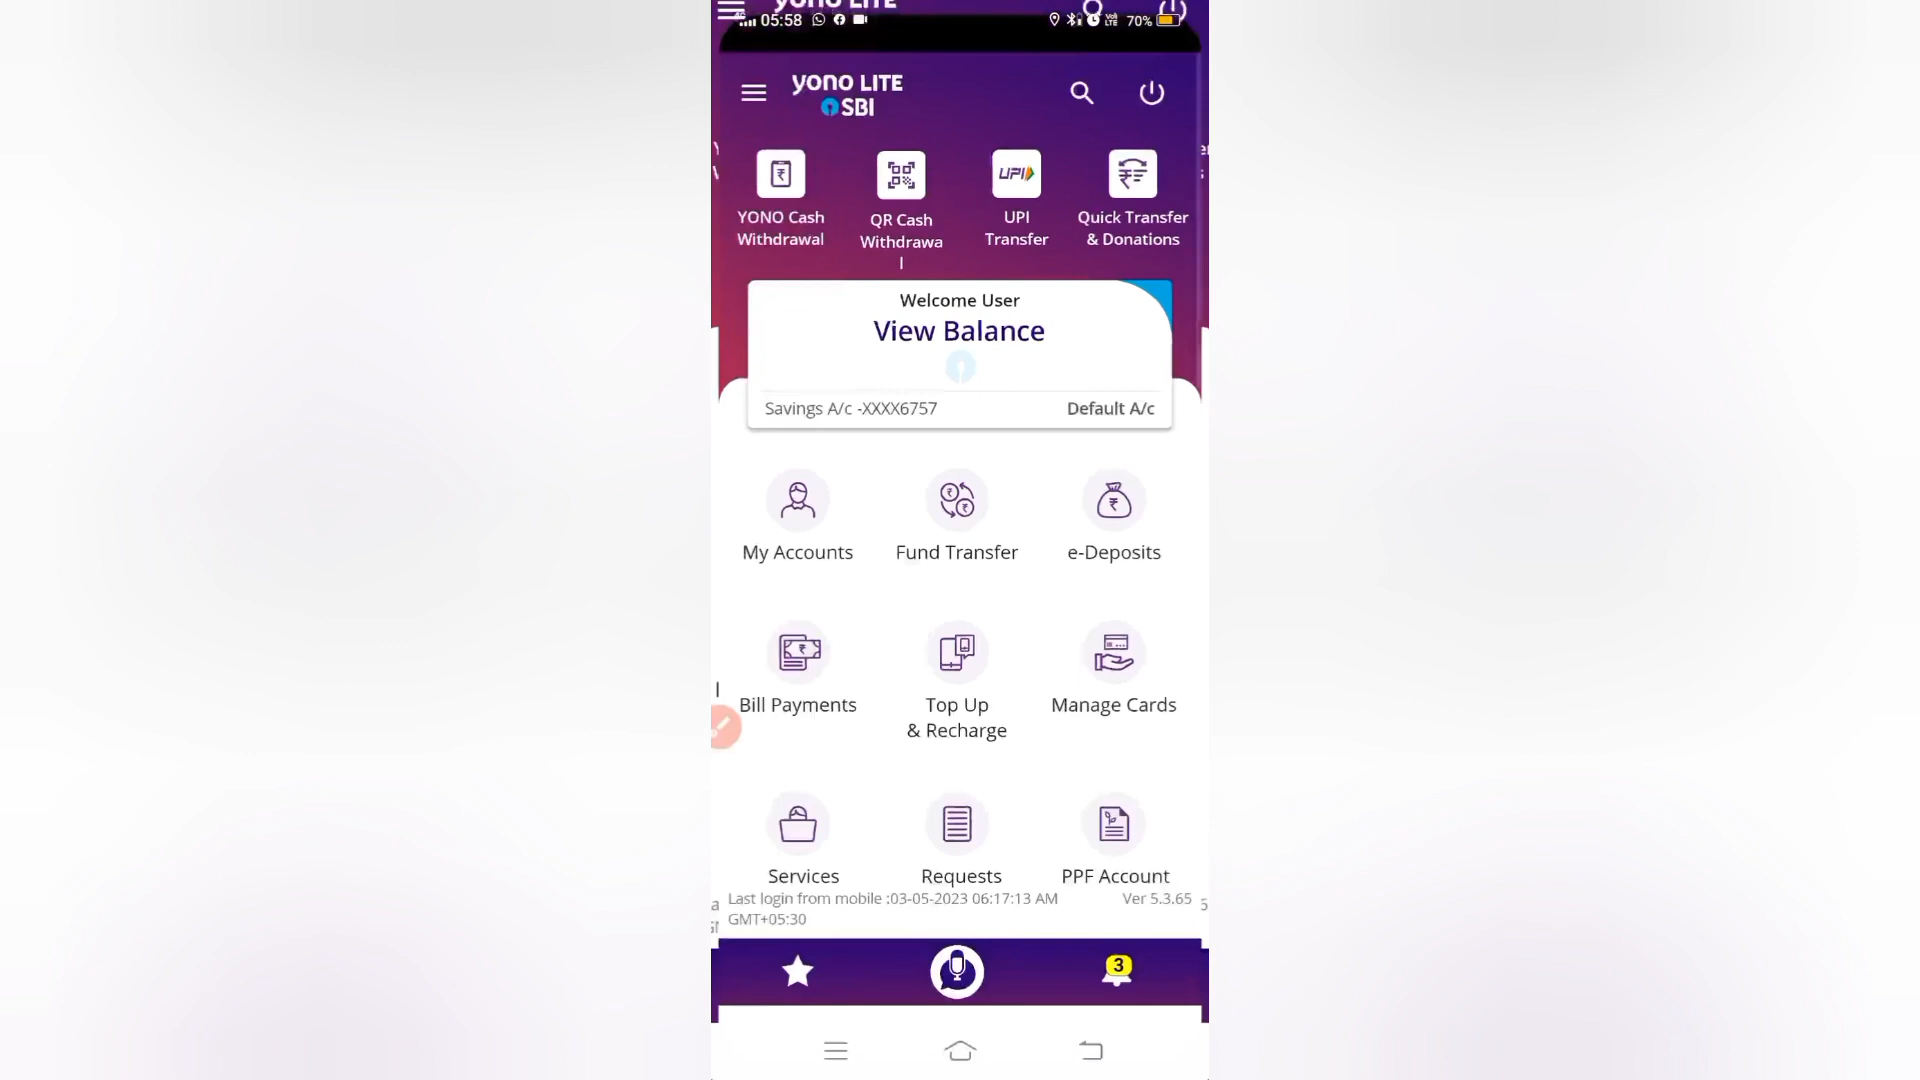 yono LITE
05:58
70%
yono LITE
SBI
YONO Cash
Withdrawal
QR Cash
Withdrawa
l
UPI
UPI
Transfer
Quick Transfer
& Donations
Welcome User
View Balance
Savings A/c -XXXX6757
Default A/c
My Accounts
Fund Transfer
e-Deposits
Bill Payments
Top Up
& Recharge
Manage Cards
Services
Requests
PPF Account
Last login from mobile :03-05-2023 06:17:13 AM
GMT+05:30
Ver 5.3.65
3